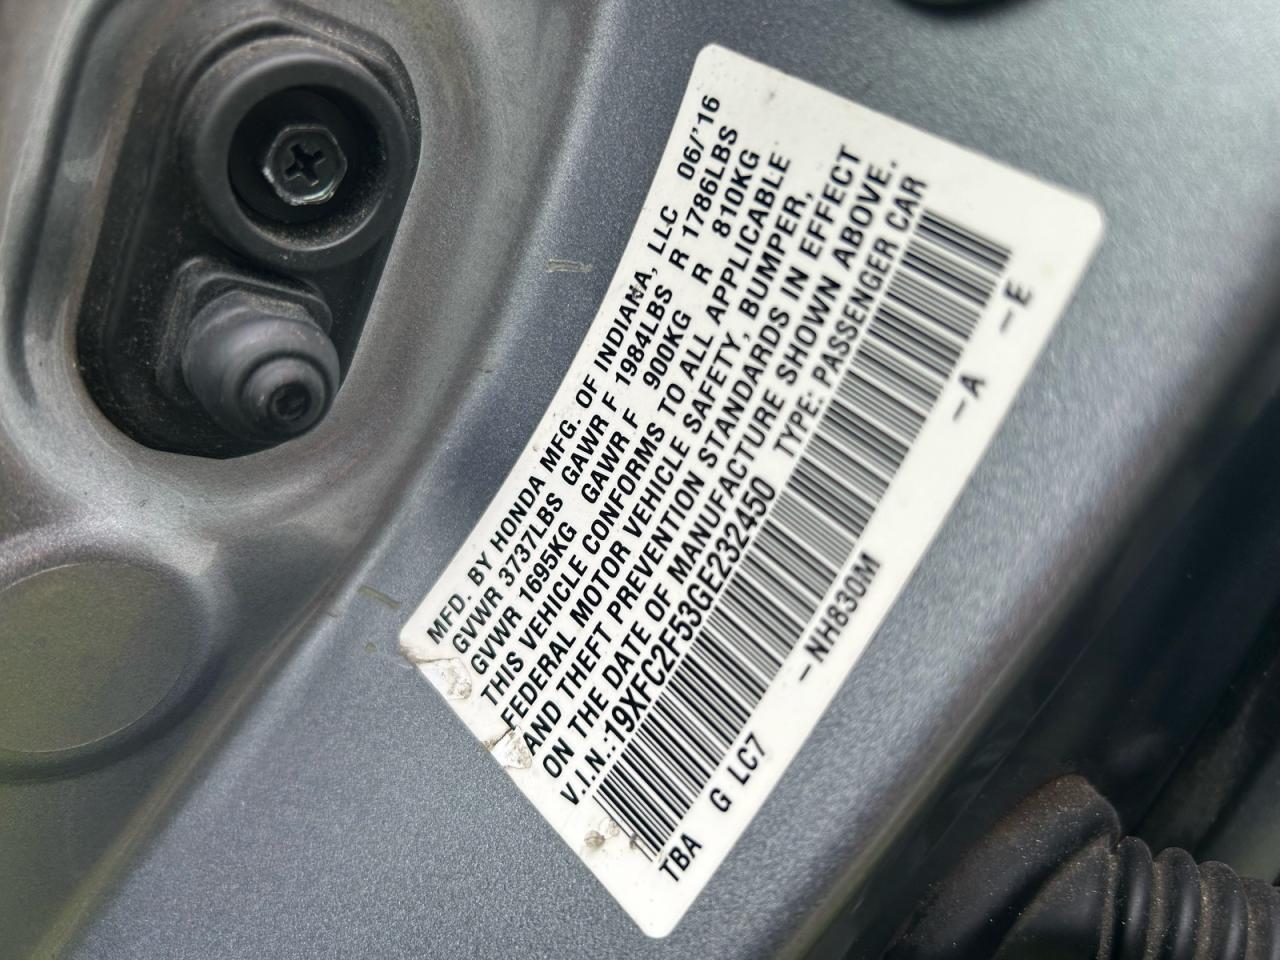 MFD. BY HONDA MFG. OF INDIANA, LLC 06/'16
GVWR 3737LBS GAWR F 1984LBS R 1786LBS
GVWR 1695KG GAWR F 900KG R 810KG
THIS VEHICLE CONFORMS TO ALL APPLICABLE
FEDERAL MOTOR VEHICLE SAFETY, BUMPER,
AND THEFT PREVENTION STANDARDS IN EFFECT
ON THE DATE OF MANUFACTURE SHOWN ABOVE.
V.I.N.:19XFC2F53GE232450 TYPE: PASSENGER CAR
TBA G LC7 -NH830M -A -E